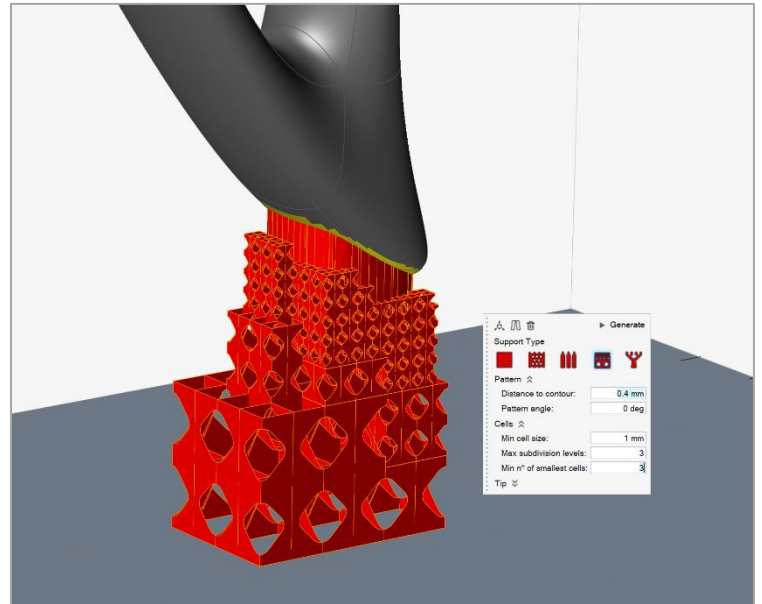 Generate
Support Type
Pattern
Distance to contour: 0.4 mm
Pattern angle: 0 deg
Cells
Min cell size: 1 mm
Max subdivision levels: 3
Min nº of smallest cells: 3
Tip